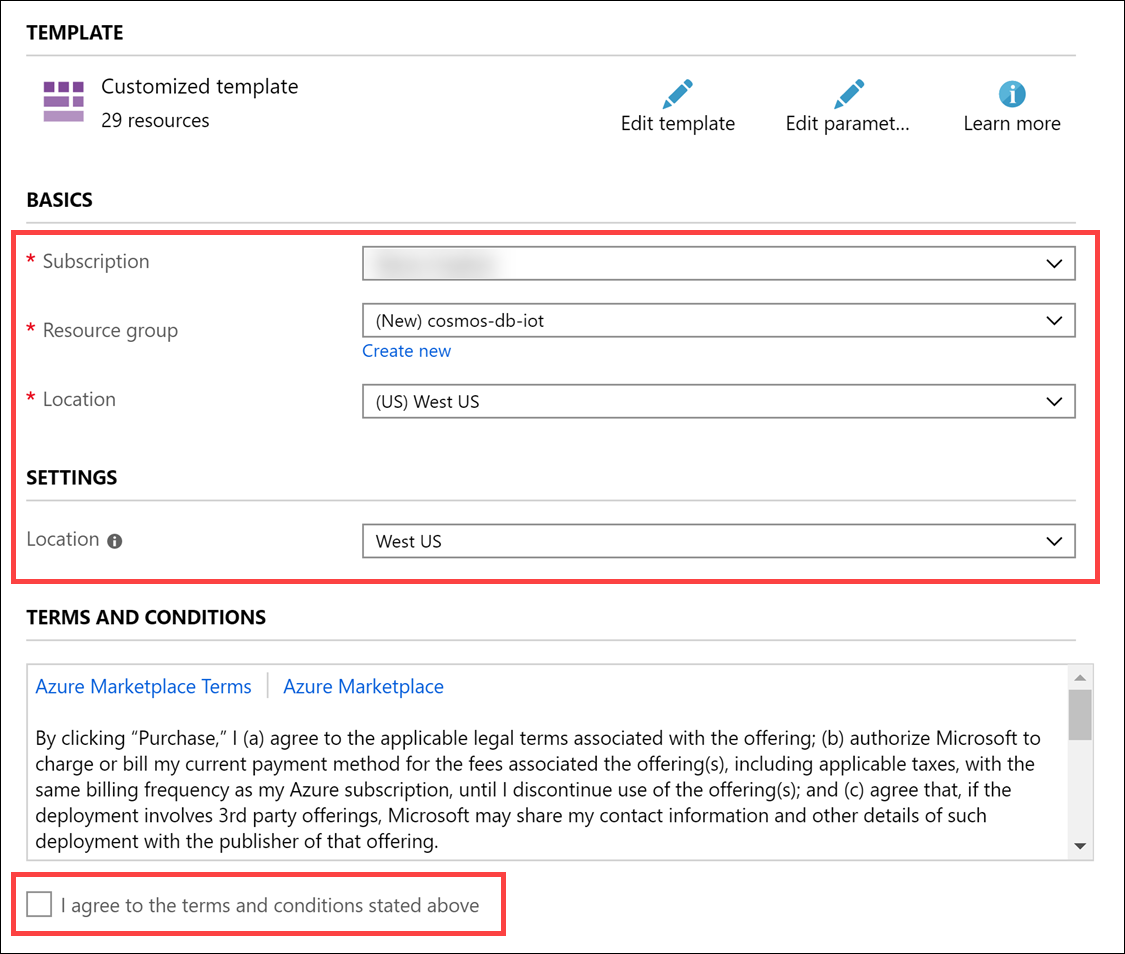 TEMPLATE
Customized template
29 resources
Edit template
Edit paramet...
Learn more
BASICS
* Subscription
* Resource group
(New) cosmos-db-iot
Create new
* Location
(US) West US
SETTINGS
Location
West US
TERMS AND CONDITIONS
Azure Marketplace Terms | Azure Marketplace
By clicking “Purchase,” I (a) agree to the applicable legal terms associated with the offering; (b) authorize Microsoft to
charge or bill my current payment method for the fees associated the offering(s), including applicable taxes, with the
same billing frequency as my Azure subscription, until I discontinue use of the offering(s); and (c) agree that, if the
deployment involves 3rd party offerings, Microsoft may share my contact information and other details of such
deployment with the publisher of that offering.
I agree to the terms and conditions stated above